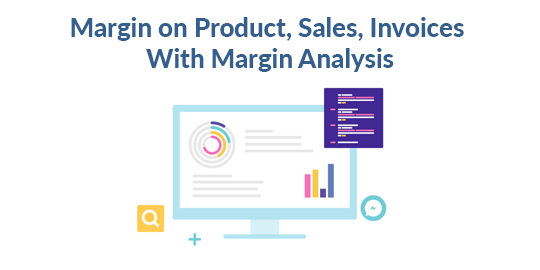 Margin on Product, Sales, Invoices
With Margin Analysis